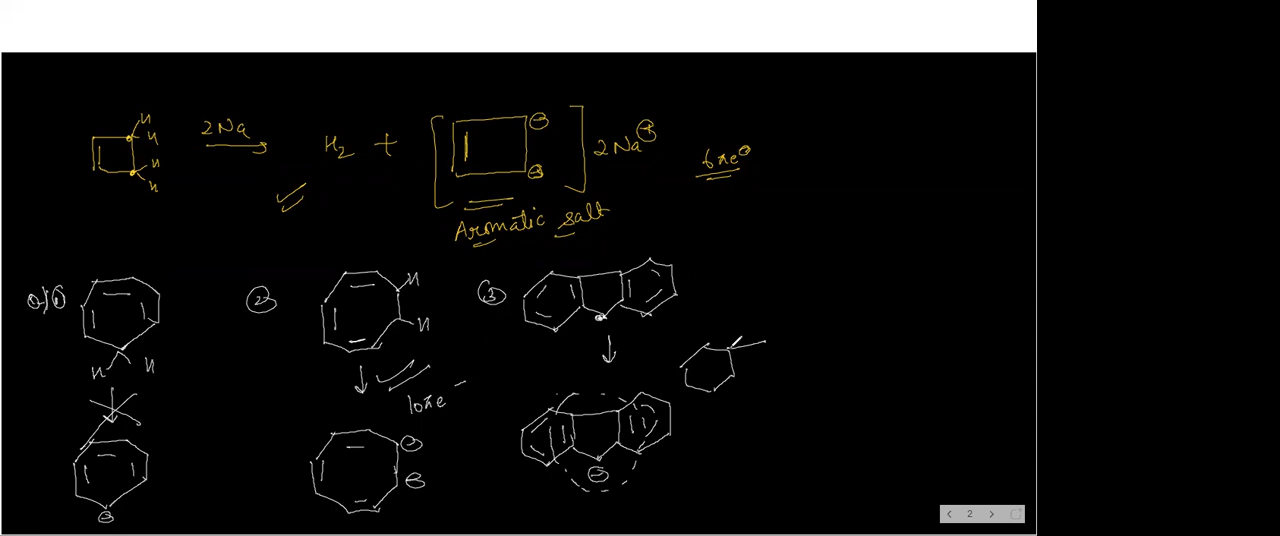 H
H
H
H
2Na
H2 + [ ⊖ ⊖ ] 2Na⊕
6πe⊖
Aromatic salt
Q) ① ② ③
H H
H
H
10πe-
⊖
⊖
⊖
⊖
2